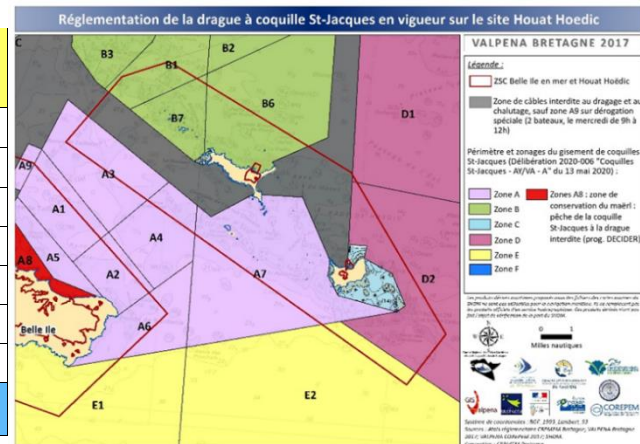 Réglementation de la drague à coquille St-Jacques en vigueur sur le site Houat Hoedic
C
B3
B2
B1
B7
B6
D1
A9
A3
A1
A4
A5
A8
A2
A7
D2
A6
Belle Ile
E1
E2
VALPENA BRETAGNE 2017
Légende :
ZSC Belle Ile en mer et Houat Hoëdic
Zone de câbles interdite au dragage et au
chalutage, sauf zone A9 sur dérogation
spéciale (2 bateaux, le mercredi de 9h à
12h)
Périmètre et zonages du gisement de coquilles
St-Jacques (Délibération 2020-006 "Coquilles
St-Jacques - AY/VA - A" du 13 mai 2020) :
Zone A
Zone B
Zone C
Zone D
Zone E
Zone F
Zones A8 : zone de
conservation du maërl :
pêche de la coquille
St-Jacques à la drague
interdite (prog. DECIDER)
0 1
Milles nautiques
GIS
Valpena
COREPEM